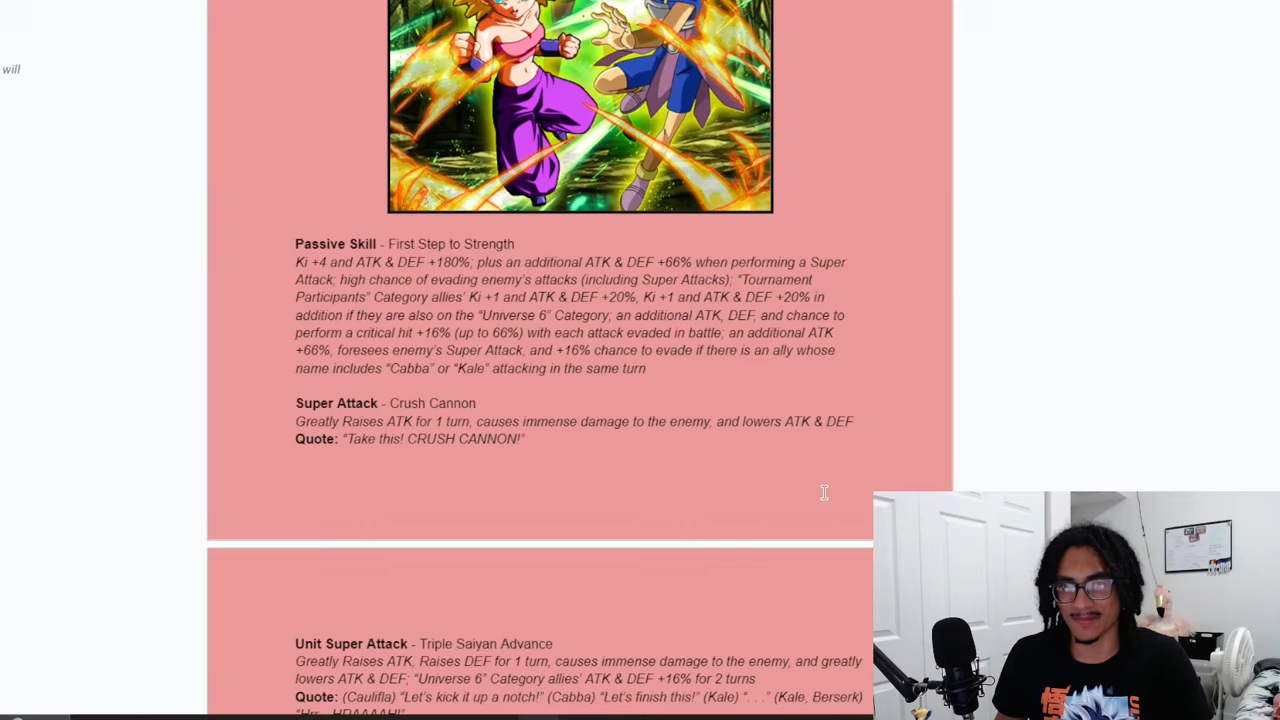 will
Passive Skill - First Step to Strength
Ki +4 and ATK & DEF +180%; plus an additional ATK & DEF +66% when performing a Super
Attack; high chance of evading enemy's attacks (including Super Attacks); "Tournament
Participants" Category allies' Ki +1 and ATK & DEF +20%, Ki +1 and ATK & DEF +20% in
addition if they are also on the "Universe 6" Category; an additional ATK, DEF, and chance to
perform a critical hit +16% (up to 66%) with each attack evaded in battle; an additional ATK
+66%, foresees enemy's Super Attack, and +16% chance to evade if there is an ally whose
name includes "Cabba" or "Kale" attacking in the same turn
Super Attack - Crush Cannon
Greatly Raises ATK for 1 turn, causes immense damage to the enemy, and lowers ATK & DEF
Quote: "Take this! CRUSH CANNON!"
Unit Super Attack - Triple Saiyan Advance
Greatly Raises ATK, Raises DEF for 1 turn, causes immense damage to the enemy, and greatly
lowers ATK & DEF; "Universe 6" Category allies' ATK & DEF +16% for 2 turns
Quote: (Caulifla) "Let's kick it up a notch!" (Cabba) "Let's finish this!" (Kale) ". . ." (Kale, Berserk)